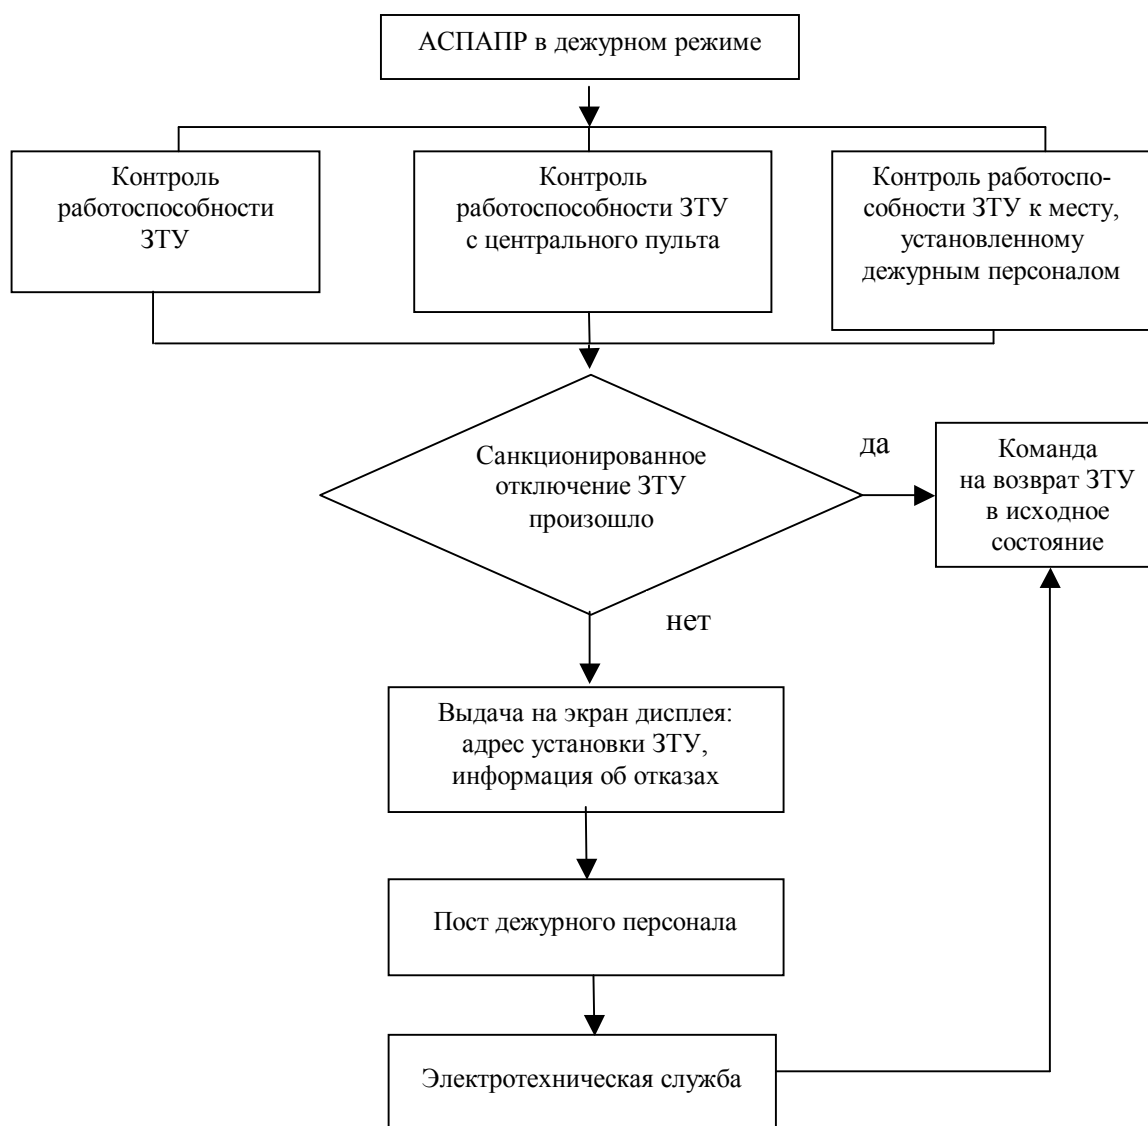 АСПАПР в дежурном режиме
Контроль
работоспособности
ЗТУ
Контроль
работоспособности ЗТУ
с центрального пульта
Контроль работоспо-
собности ЗТУ к месту,
установленному
дежурным персоналом
Санкционированное
отключение ЗТУ
произошло
да
Команда
на возврат ЗТУ
в исходное
состояние
нет
Выдача на экран дисплея:
адрес установки ЗТУ,
информация об отказах
Пост дежурного персонала
Электротехническая служба